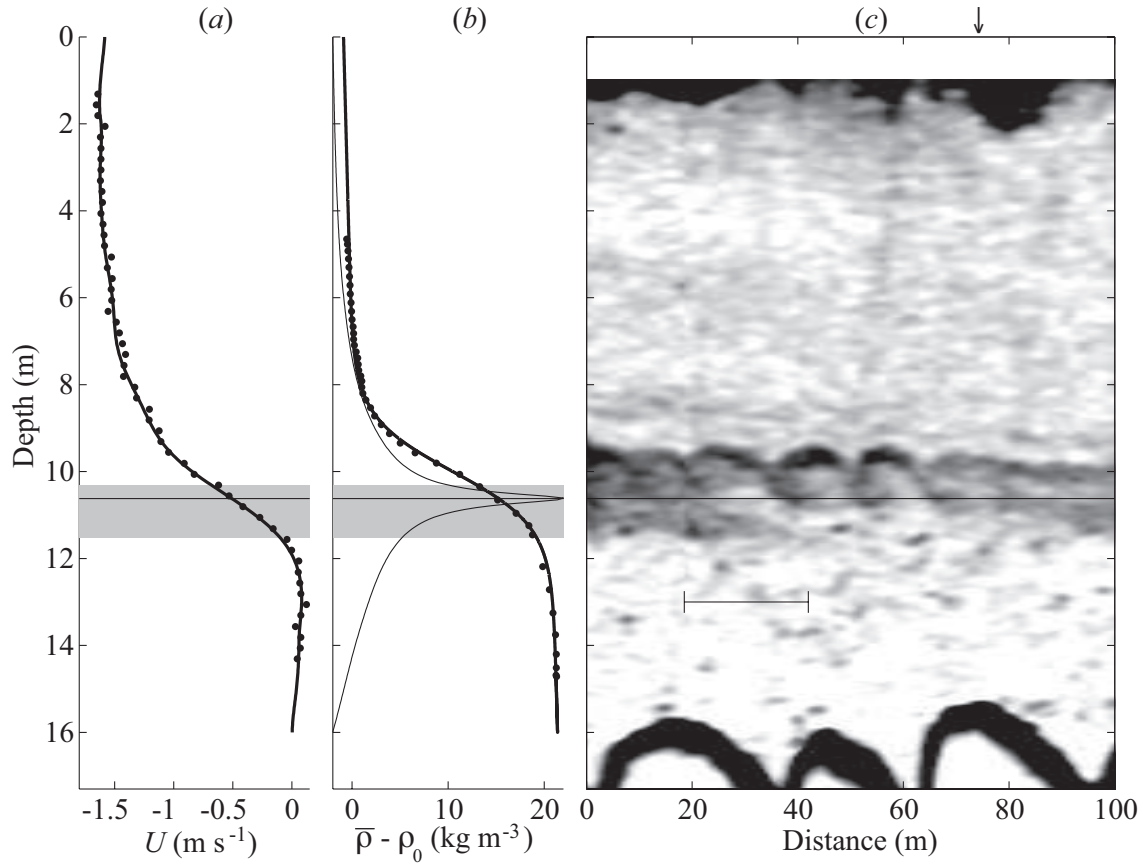 (a)
(b)
(c)
0
2
4
6
8
10
12
14
16
Depth (m)
-1.5 -1 -0.5 0
U (m s⁻¹)
0 10 20
ρ̅ - ρ₀ (kg m⁻³)
0 20 40 60 80 100
Distance (m)